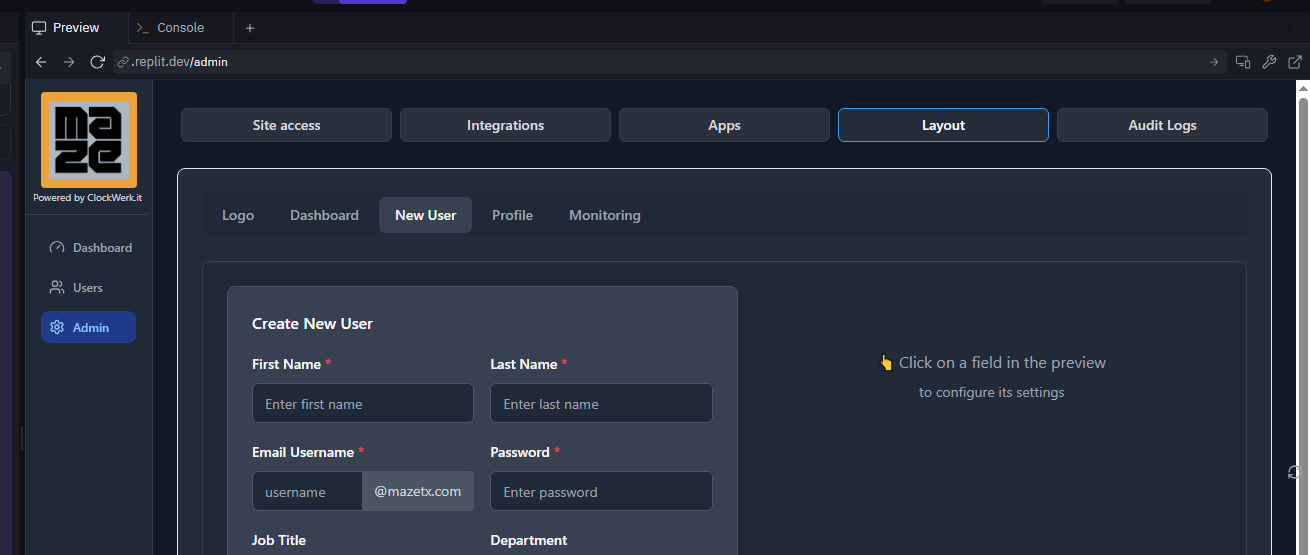 Preview
Console
.replit.dev/admin
maze
Powered by ClockWerk.it
Dashboard
Users
Admin
Site access
Integrations
Apps
Layout
Audit Logs
Logo
Dashboard
New User
Profile
Monitoring
Create New User
First Name *
Last Name *
Enter first name
Enter last name
Email Username *
Password *
username
@mazetx.com
Enter password
Job Title
Department
👆 Click on a field in the preview
to configure its settings